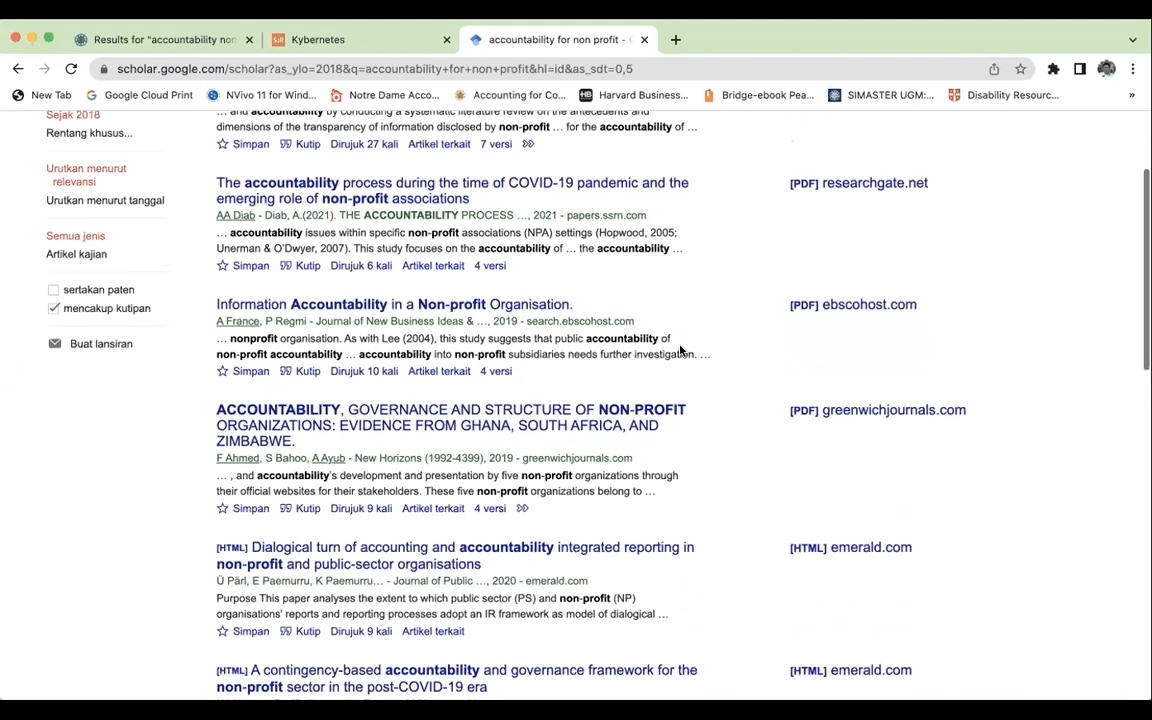 Results for "accountability non
Kybernetes
accountability for non profit -
scholar.google.com/scholar?as_ylo=2018&q=accountability+for+non+profit&hl=id&as_sdt=0,5
New Tab
Google Cloud Print
NVivo 11 for Wind...
Notre Dame Acco...
Accounting for Co...
Harvard Business...
Bridge-ebook Pea...
SIMASTER UGM:...
Disability Resourc...
»
Sejak 2018
Rentang khusus...
Urutkan menurut
relevansi
Urutkan menurut tanggal
Semua jenis
Artikel kajian
sertakan paten
mencakup kutipan
Buat lansiran
... and accountability by conducting a systematic literature review on the antecedents and
dimensions of the transparency of information disclosed by non-profit ... for the accountability of ...
Simpan Kutip Dirujuk 27 kali Artikel terkait 7 versi
The accountability process during the time of COVID-19 pandemic and the
emerging role of non-profit associations
[PDF] researchgate.net
AA Diab - Diab, A.(2021). THE ACCOUNTABILITY PROCESS ..., 2021 - papers.ssrn.com
... accountability issues within specific non-profit associations (NPA) settings (Hopwood, 2005;
Unerman & O'Dwyer, 2007). This study focuses on the accountability of ... the accountability ...
Simpan Kutip Dirujuk 6 kali Artikel terkait 4 versi
Information Accountability in a Non-profit Organisation.
[PDF] ebscohost.com
A France, P Regmi - Journal of New Business Ideas & ..., 2019 - search.ebscohost.com
... nonprofit organisation. As with Lee (2004), this study suggests that public accountability of
non-profit accountability ... accountability into non-profit subsidiaries needs further investigation. ...
Simpan Kutip Dirujuk 10 kali Artikel terkait 4 versi
ACCOUNTABILITY, GOVERNANCE AND STRUCTURE OF NON-PROFIT
ORGANIZATIONS: EVIDENCE FROM GHANA, SOUTH AFRICA, AND
ZIMBABWE.
[PDF] greenwichjournals.com
F Ahmed, S Bahoo, A Ayub - New Horizons (1992-4399), 2019 - greenwichjournals.com
... , and accountability's development and presentation by five non-profit organizations through
their official websites for their stakeholders. These five non-profit organizations belong to ...
Simpan Kutip Dirujuk 9 kali Artikel terkait 4 versi
[HTML] Dialogical turn of accounting and accountability integrated reporting in
non-profit and public-sector organisations
[HTML] emerald.com
Ü Pärl, E Paemurru, K Paemurru... - Journal of Public ..., 2020 - emerald.com
Purpose This paper analyses the extent to which public sector (PS) and non-profit (NP)
organisations' reports and reporting processes adopt an IR framework as model of dialogical ...
Simpan Kutip Dirujuk 9 kali Artikel terkait
[HTML] A contingency-based accountability and governance framework for the
non-profit sector in the post-COVID-19 era
[HTML] emerald.com